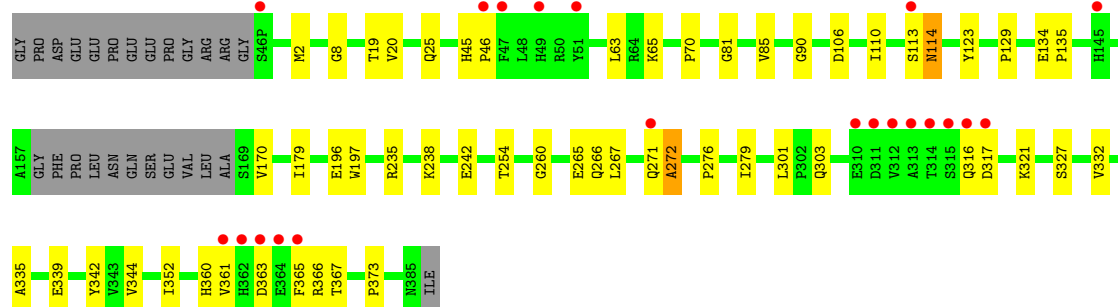 GLY PRO ASP GLU GLU PRO GLU GLU PRO GLY ARG ARG GLY S46P M2 G8 T19 V20 Q25 H45 P46 F47 L48 H49 R50 Y51 L63 R64 K65 P70 G81 V85 G90 D106 I110 S113 N114 Y123 P129 E134 P135 H145
A157 GLY PHE PRO LEU ASN GLN SER GLU VAL LEU ALA S169 V170 I179 E196 W197 R235 K238 E242 T254 G260 E265 Q266 L267 Q271 A272 P276 I279 L301 P302 Q303 E310 D311 V312 A313 T314 S315 Q316 D317 K321 S327 V332
A335 E339 Y342 V343 V344 I352 H360 V361 H362 D363 E364 F365 R366 T367 P373 N385 ILE